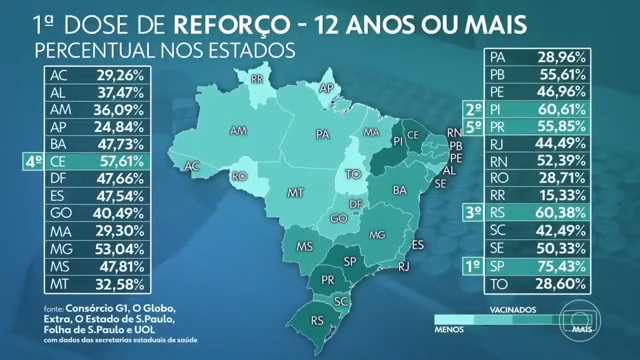 1ª DOSE DE REFORÇO - 12 ANOS OU MAIS
PERCENTUAL NOS ESTADOS
AC 29,26%
AL 37,47%
AM 36,09%
AP 24,84%
BA 47,73%
4º CE 57,61%
DF 47,66%
ES 47,54%
GO 40,49%
MA 29,30%
MG 53,04%
MS 47,81%
MT 32,58%
fonte: Consórcio G1, O Globo,
Extra, O Estado de S.Paulo,
Folha de S.Paulo e UOL
com dados das secretarias estaduais de saúde
RR
AP
AM
PA
MA
CE
PI
RN
PB
PE
AL
SE
AC
RO
TO
BA
MT
DF
GO
MG
ES
MS
SP
RJ
PR
SC
RS
PA 28,96%
PB 55,61%
PE 46,96%
2º PI 60,61%
5º PR 55,85%
RJ 44,49%
RN 52,39%
RO 28,71%
RR 15,33%
3º RS 60,38%
SC 42,49%
SE 50,33%
1º SP 75,43%
TO 28,60%
VACINADOS
MENOS MAIS